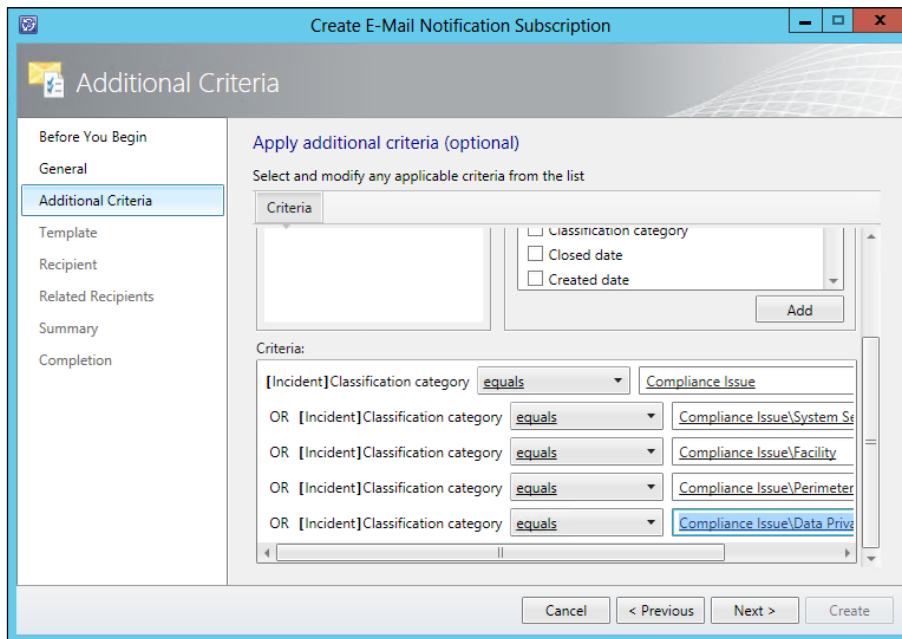 Create E-Mail Notification Subscription
Additional Criteria
Before You Begin
General
Additional Criteria
Template
Recipient
Related Recipients
Summary
Completion
Apply additional criteria (optional)
Select and modify any applicable criteria from the list
Criteria
Classification category
Closed date
Created date
Add
Criteria:
[Incident]Classification category equals Compliance Issue
OR [Incident]Classification category equals Compliance Issue\System Se
OR [Incident]Classification category equals Compliance Issue\Facility
OR [Incident]Classification category equals Compliance Issue\Perimeter
OR [Incident]Classification category equals Compliance Issue\Data Priva
Cancel < Previous Next > Create